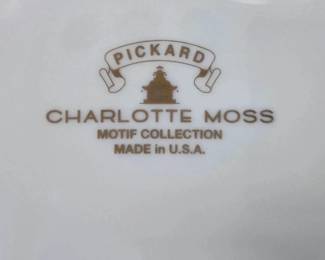 PICKARD
CHARLOTTE MOSS
MOTIF COLLECTION
MADE in U.S.A.